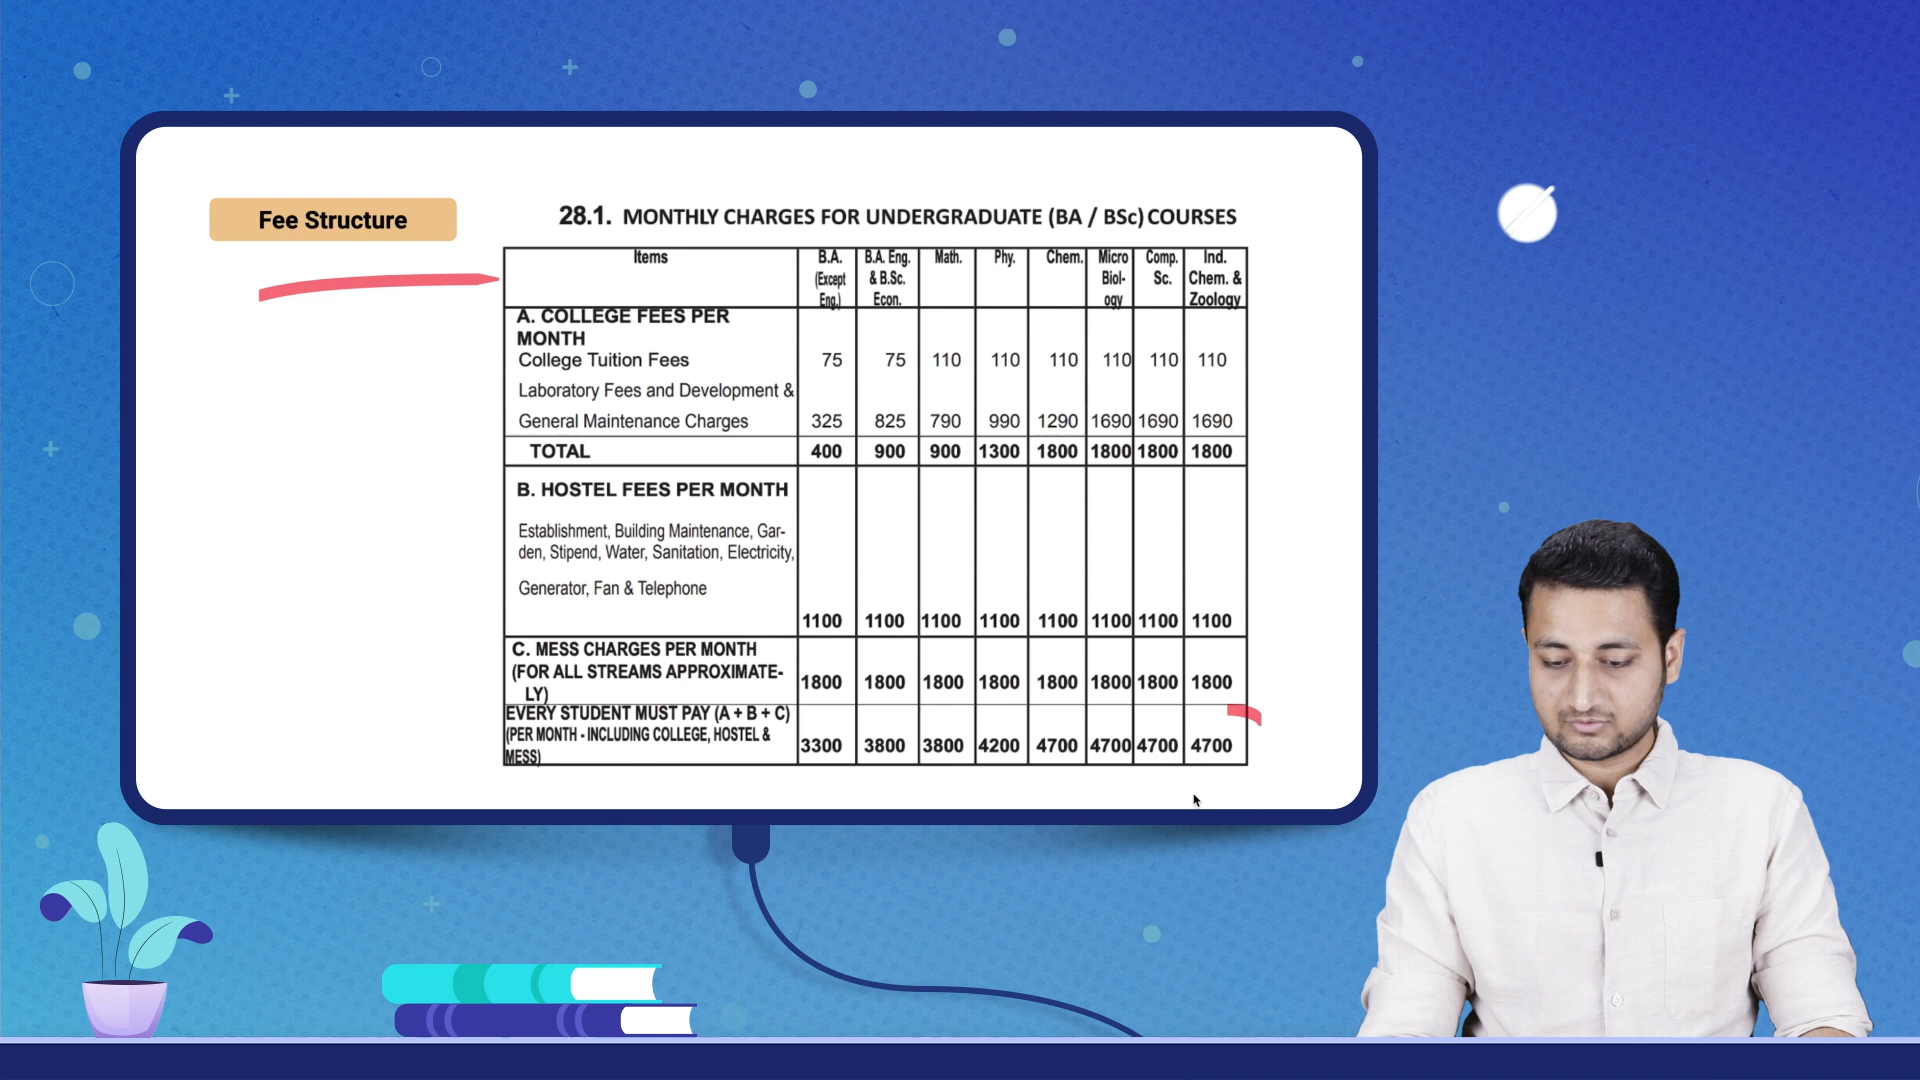 Fee Structure
28.1. MONTHLY CHARGES FOR UNDERGRADUATE (BA / BSc) COURSES
Items B.A. (Except Eng.) B.A. Eng. & B.Sc. Econ. Math. Phy. Chem. Micro Biol-ogy Comp. Sc. Ind. Chem. & Zoology
A. COLLEGE FEES PER
MONTH
College Tuition Fees 75 75 110 110 110 110 110 110
Laboratory Fees and Development &
General Maintenance Charges 325 825 790 990 1290 1690 1690 1690
TOTAL 400 900 900 1300 1800 1800 1800 1800
B. HOSTEL FEES PER MONTH
Establishment, Building Maintenance, Gar-
den, Stipend, Water, Sanitation, Electricity,
Generator, Fan & Telephone
1100 1100 1100 1100 1100 1100 1100 1100
C. MESS CHARGES PER MONTH
(FOR ALL STREAMS APPROXIMATE-
LY) 1800 1800 1800 1800 1800 1800 1800 1800
EVERY STUDENT MUST PAY (A + B + C)
(PER MONTH - INCLUDING COLLEGE, HOSTEL &
MESS) 3300 3800 3800 4200 4700 4700 4700 4700